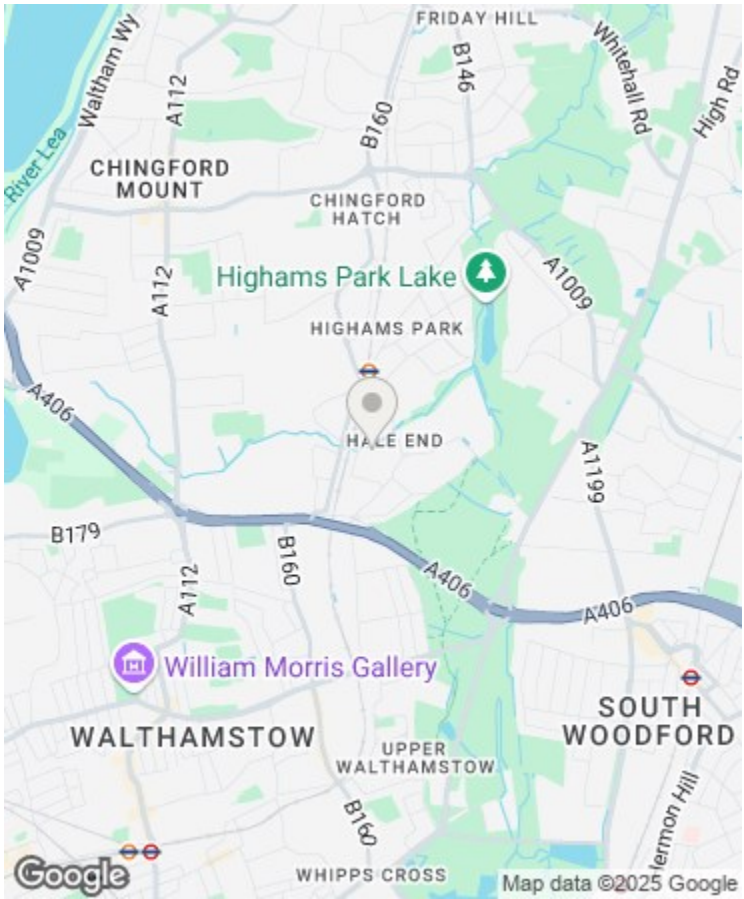 FRIDAY HILL
Waltham Wy
A112
B160
B146
Whitehall Rd
High Rd
River Lea
CHINGFORD
MOUNT
CHINGFORD
HATCH
A1009
A112
Highams Park Lake
A1009
HIGHAMS PARK
A406
HALE END
A1199
B179
B160
A112
A406
A406
William Morris Gallery
SOUTH
WOODFORD
WALTHAMSTOW
UPPER
WALTHAMSTOW
B160
Hermon Hill
WHIPPS CROSS
Google
Map data ©2025 Google